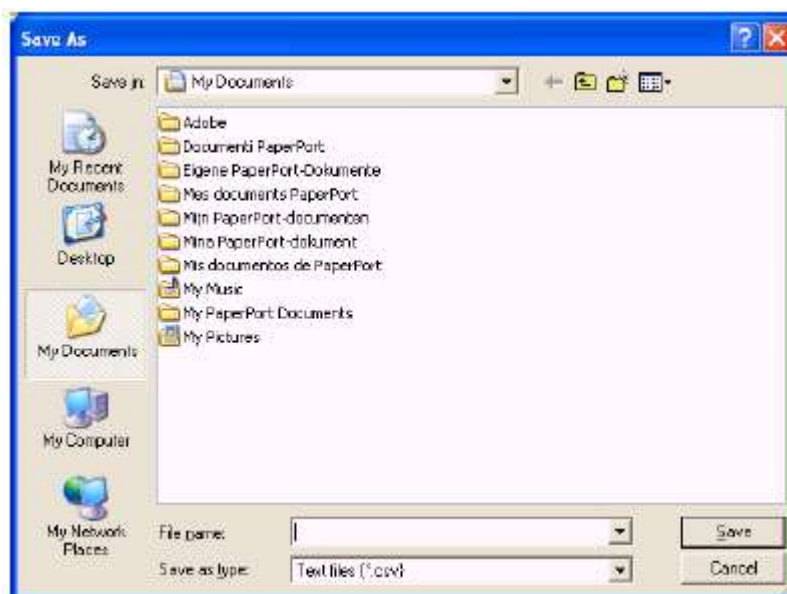 Save As
Save in:
My Documents
My Recent Documents
Desktop
My Documents
My Computer
My Network Places
Adobe
Documenti PaperPort
Eigene PaperPort-Dokumente
Mes documents PaperPort
Mijn PaperPort-documenten
Mina PaperPort-dokument
Mis documentos de PaperPort
My Music
My PaperPort Documents
My Pictures
File name:
Save
Save as type:
Text files (*.csv)
Cancel